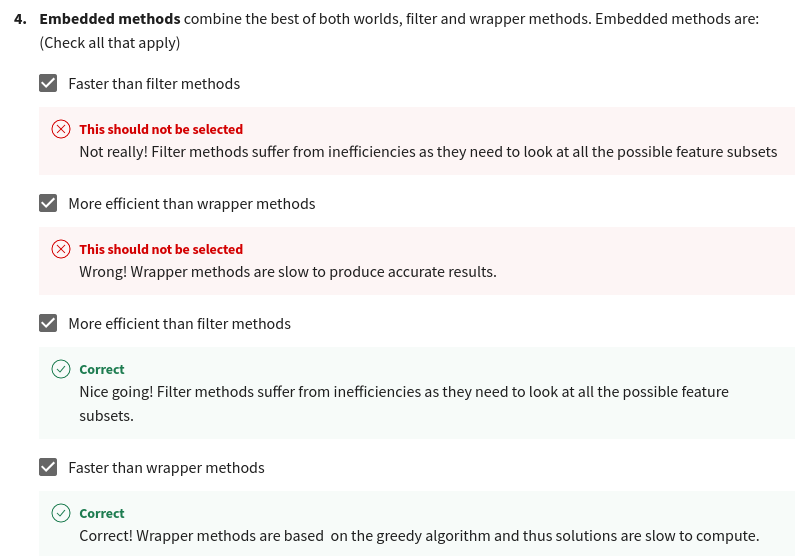 4. Embedded methods combine the best of both worlds, filter and wrapper methods. Embedded methods are:
(Check all that apply)
Faster than filter methods
This should not be selected
Not really! Filter methods suffer from inefficiencies as they need to look at all the possible feature subsets
More efficient than wrapper methods
This should not be selected
Wrong! Wrapper methods are slow to produce accurate results.
More efficient than filter methods
Correct
Nice going! Filter methods suffer from inefficiencies as they need to look at all the possible feature
subsets.
Faster than wrapper methods
Correct
Correct! Wrapper methods are based  on the greedy algorithm and thus solutions are slow to compute.